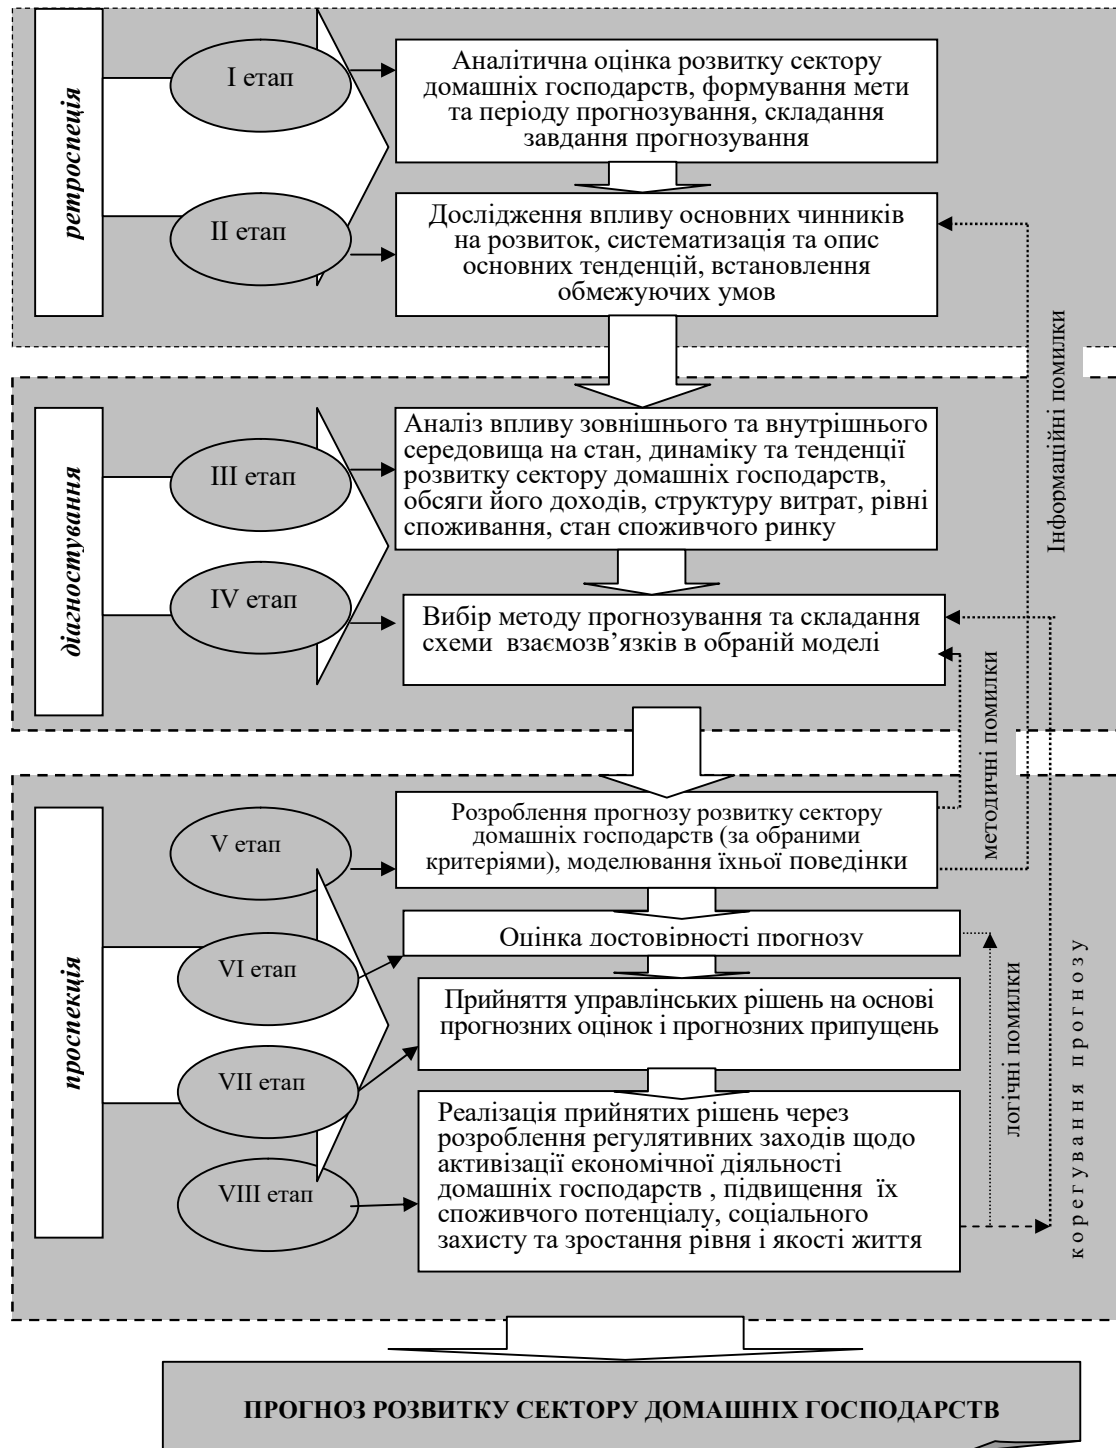 ретроспеція
I етап
Аналітична оцінка розвитку сектору
домашніх господарств, формування мети
та періоду прогнозування, складання
завдання прогнозування
II етап
Дослідження впливу основних чинників
на розвиток, систематизація та опис
основних тенденцій, встановлення
обмежуючих умов
Інформаційні помилки
діагностування
III етап
Аналіз впливу зовнішнього та внутрішнього
середовища на стан, динаміку та тенденції
розвитку сектору домашніх господарств,
обсяги його доходів, структуру витрат, рівні
споживання, стан споживчого ринку
IV етап
Вибір методу прогнозування та складання
схеми взаємозв’язків в обраній моделі
методичні помилки
проспекція
V етап
Розроблення прогнозу розвитку сектору
домашніх господарств (за обраними
критеріями), моделювання їхньої поведінки
VI етап
Оцінка достовірності прогнозу
VII етап
Прийняття управлінських рішень на основі
прогнозних оцінок і прогнозних припущень
VIII етап
Реалізація прийнятих рішень через
розроблення регулятивних заходів щодо
активізації економічної діяльності
домашніх господарств , підвищення їх
споживчого потенціалу, соціального
захисту та зростання рівня і якості життя
логічні помилки
корегування прогнозу
ПРОГНОЗ РОЗВИТКУ СЕКТОРУ ДОМАШНІХ ГОСПОДАРСТВ